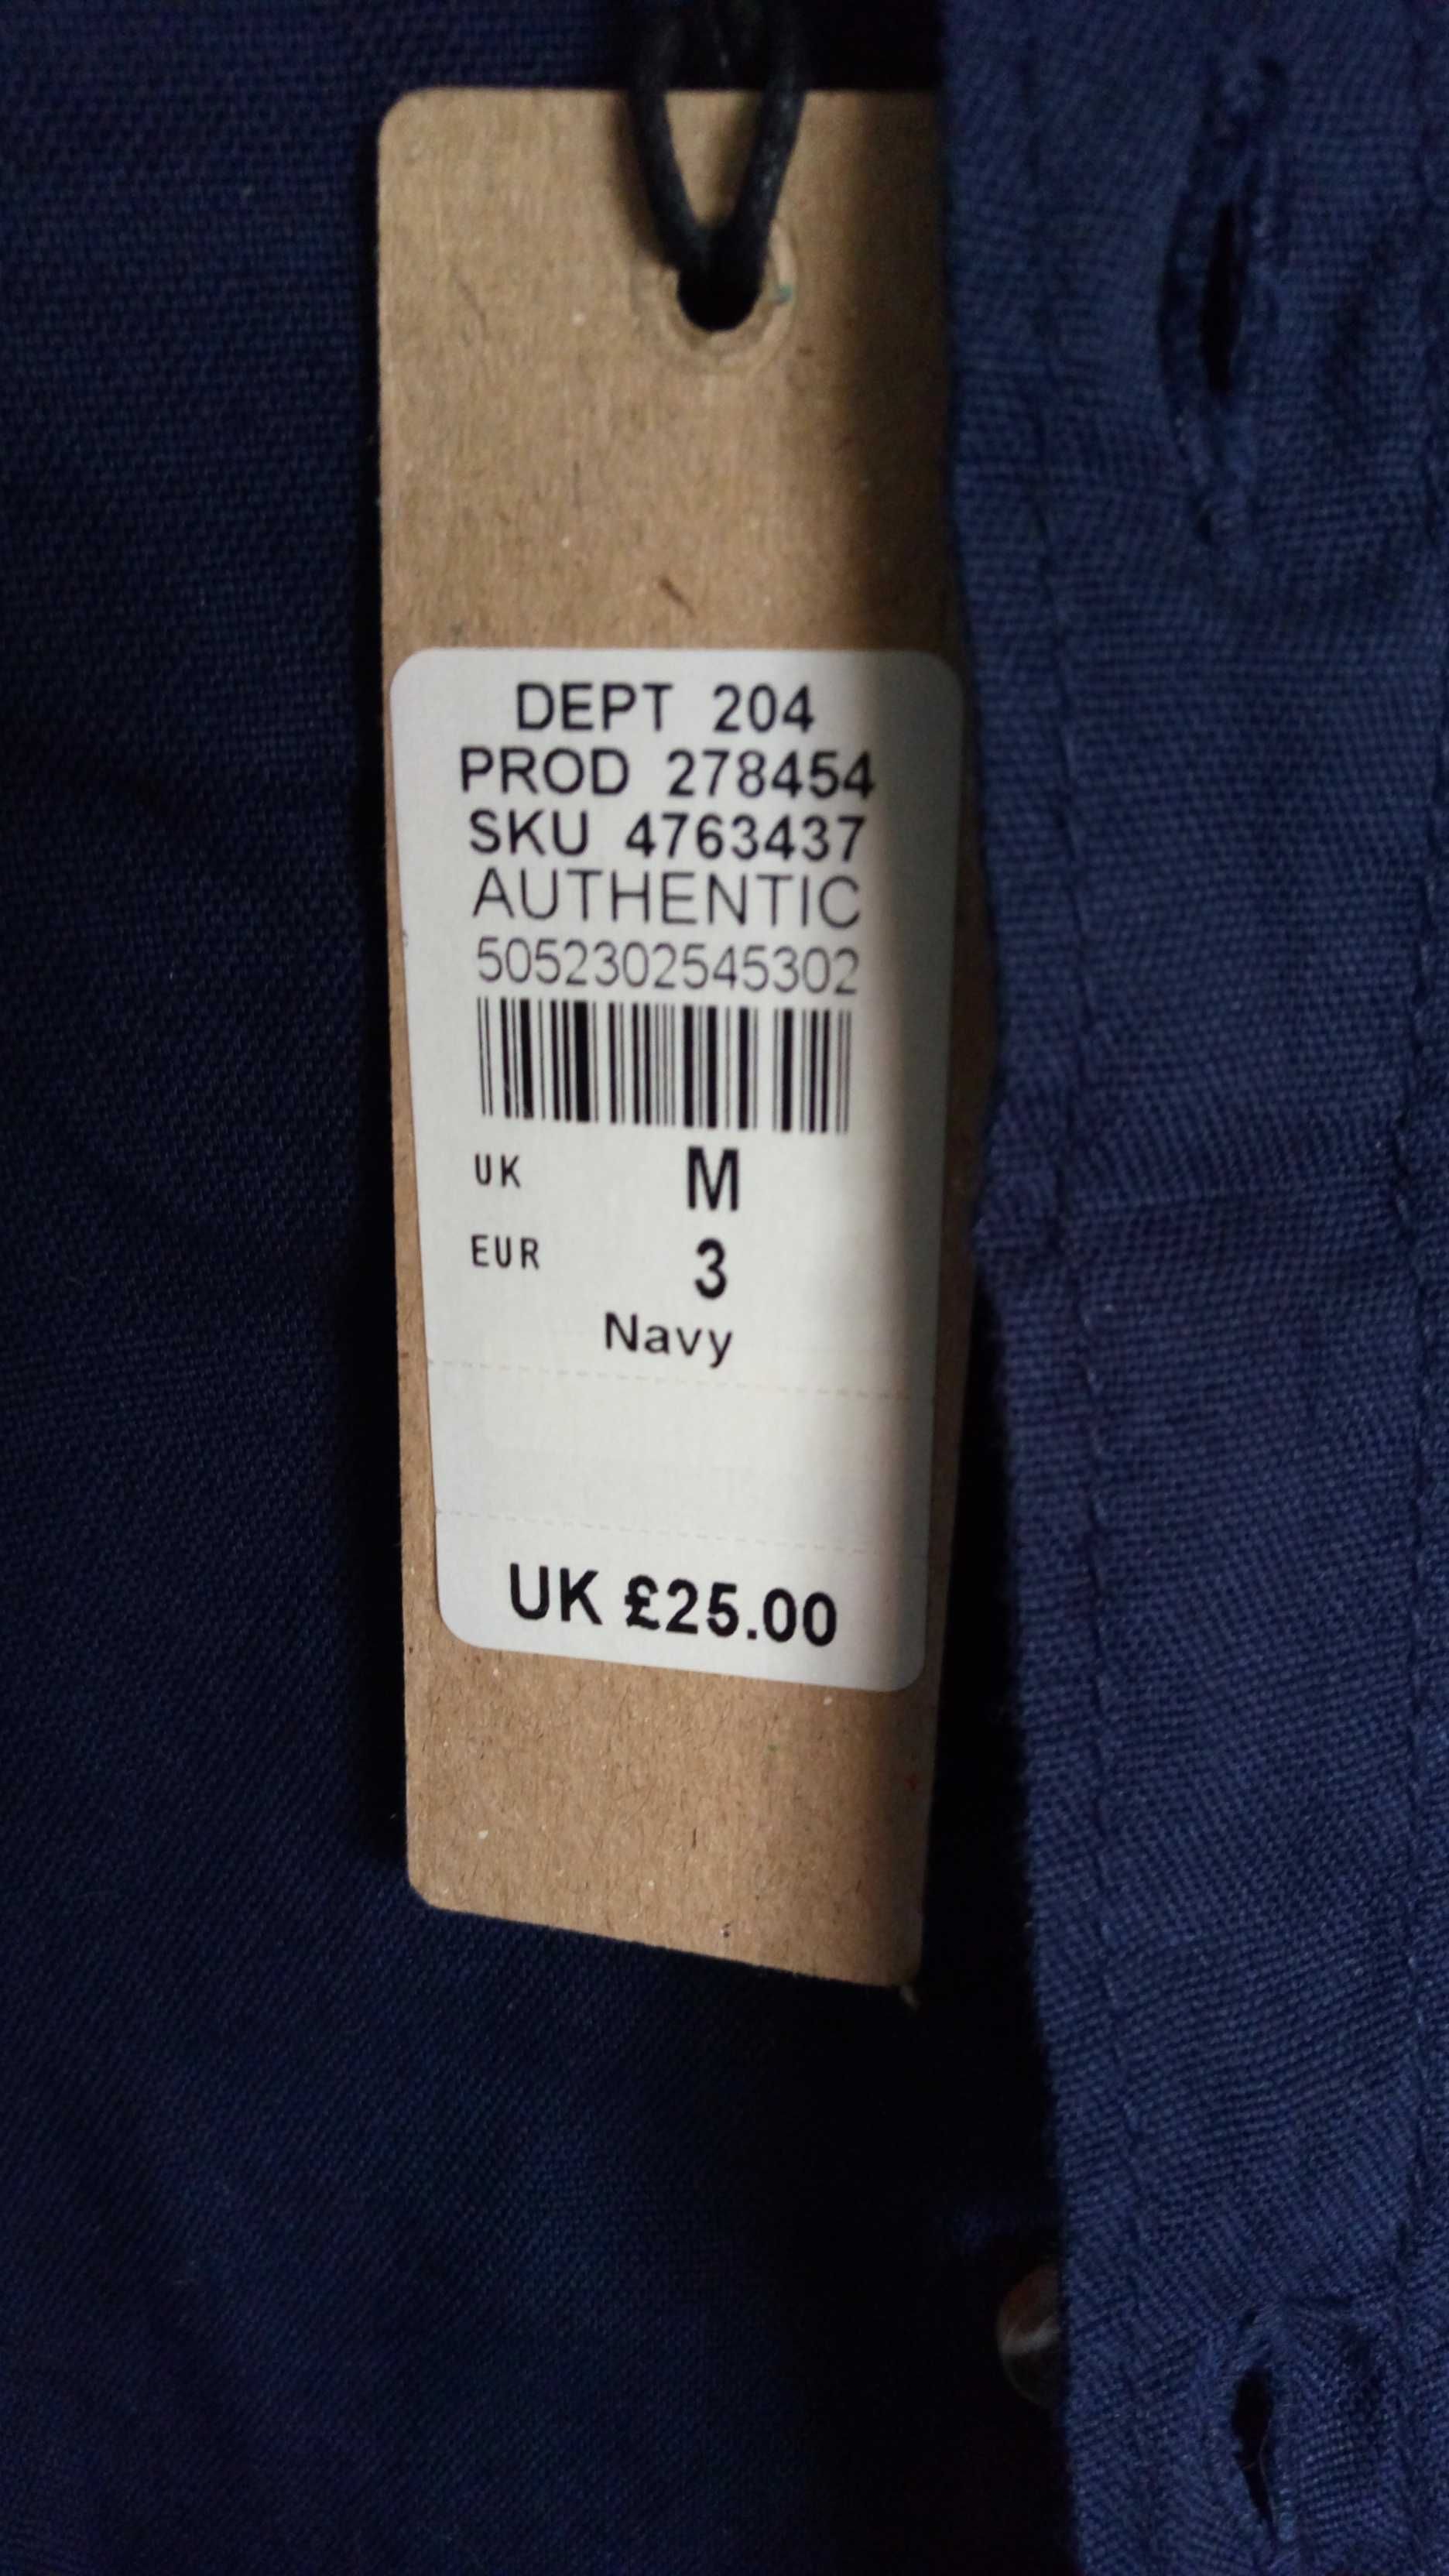 DEPT 204
PROD 278454
SKU 4763437
AUTHENTIC
5052302545302
UK M
EUR 3
Navy
UK £25.00